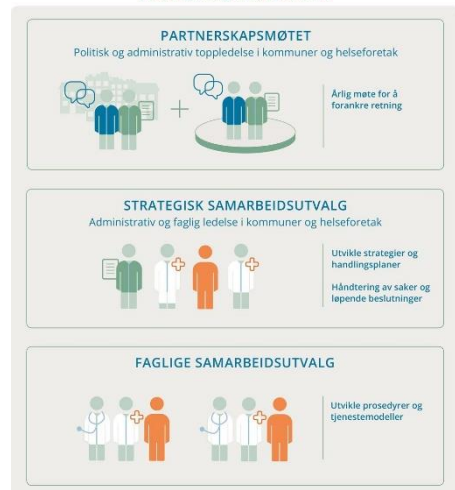 PARTNERSKAPSMØTET
Politisk og administrativ toppledelse i kommuner og helseforetak
Årlig møte for å
forankre retning
STRATEGISK SAMARBEIDSUTVALG
Administrativ og faglig ledelse i kommuner og helseforetak
Utvikle strategier og
handlingsplaner
Håndtering av saker og
løpende beslutninger
FAGLIGE SAMARBEIDSUTVALG
Utvikle prosedyrer og
tjenestemodeller